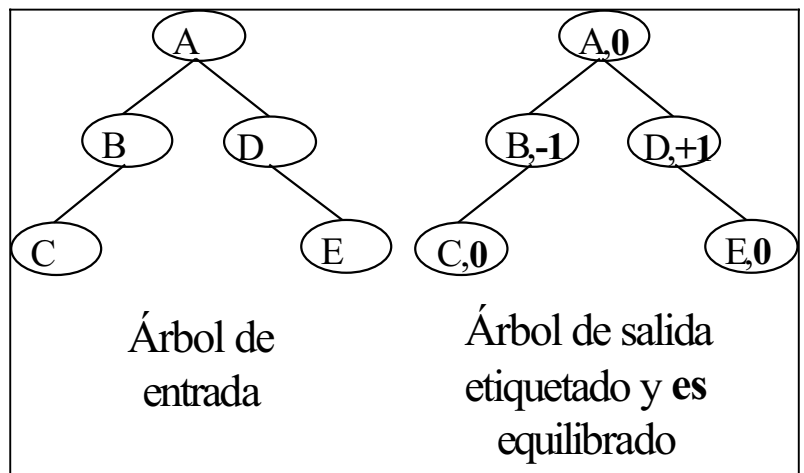 A
B
D
C
E
Árbol de
entrada
A,0
B,-1
D,+1
C,0
E,0
Árbol de salida
etiquetado y es
equilibrado